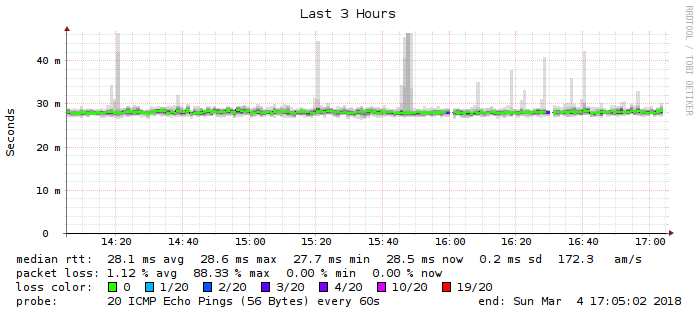 Last 3 Hours
RRDTOOL / TOBI OETIKER
Seconds
40 m
30 m
20 m
10 m
0
14:20 14:40 15:00 15:20 15:40 16:00 16:20 16:40 17:00
median rtt: 28.1 ms avg 28.6 ms max 27.7 ms min 28.5 ms now 0.2 ms sd 172.3 am/s
packet loss: 1.12 % avg 88.33 % max 0.00 % min 0.00 % now
loss color: 0 1/20 2/20 3/20 4/20 10/20 19/20
probe: 20 ICMP Echo Pings (56 Bytes) every 60s end: Sun Mar 4 17:05:02 2018